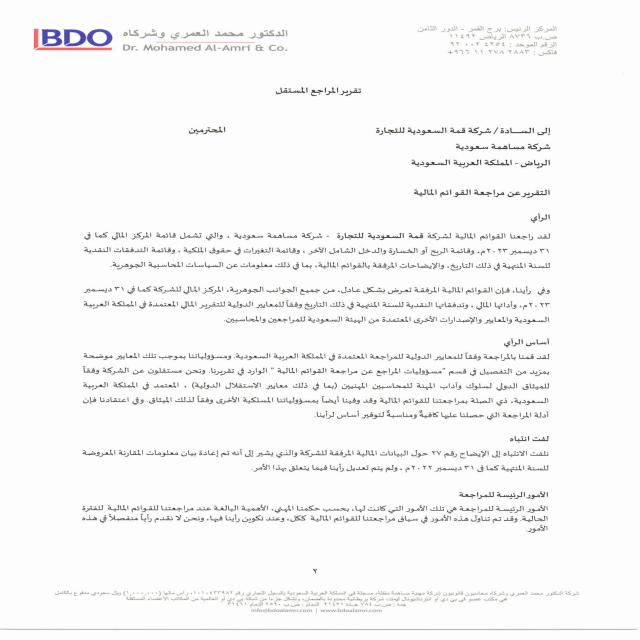 BDO
الدكتور محمد العمري وشركاه
Dr. Mohamed Al-Amri & Co.
المركز الرئيس: برج القمر - الدور الثامن
ص.ب ٨٧٣٦ الرياض ١١٤٩٢
الرقم الموحد : ٤٢٥٤ ٠٠٢ ٩٢
فاكس : ٢٨٨٣ ٢٧٨ ١١ ٩٦٦+
تقرير المراجع المستقل
إلى الســادة / شركة قمة السعودية للتجارة المحترمين
شركة مساهمة سعودية
الرياض - المملكة العربية السعودية
التقرير عن مراجعة القوائم المالية
الرأي
لقد راجعنا القوائم المالية لشركة قمة السعودية للتجارة - شركة مساهمة سعودية ، والتي تشمل قائمة المركز المالي كما في
٣١ ديسمبر ٢٠٢٣م، وقائمة الربح أو الخسارة والدخل الشامل الآخر ، وقائمة التغيرات في حقوق الملكية ، وقائمة التدفقات النقدية
للسنة المنتهية في ذلك التاريخ، والإيضاحات المرفقة بالقوائم المالية، بما في ذلك معلومات عن السياسات المحاسبية الجوهرية.
وفي رأينا، فإن القوائم المالية المرفقة تعرض بشكل عادل، من جميع الجوانب الجوهرية، المركز المالي للشركة كما في ٣١ ديسمبر
٢٠٢٣م، وأدائها المالي ، وتدفقاتها النقدية للسنة المنتهية في ذلك التاريخ وفقاً للمعايير الدولية للتقرير المالي المعتمدة في المملكة العربية
السعودية والمعايير والإصدارات الأخرى المعتمدة من الهيئة السعودية للمراجعين والمحاسبين.
أساس الرأي
لقد قمنا بالمراجعة وفقاً للمعايير الدولية للمراجعة المعتمدة في المملكة العربية السعودية. ومسؤولياتنا بموجب تلك المعايير موضحة
بمزيد من التفصيل في قسم "مسؤوليات المراجع عن مراجعة القوائم المالية " الوارد في تقريرنا. ونحن مستقلون عن الشركة وفقاً
للميثاق الدولي لسلوك وآداب المهنة للمحاسبين المهنيين (بما في ذلك معايير الاستقلال الدولية) ، المعتمد في المملكة العربية
السعودية، ذي الصلة بمراجعتنا للقوائم المالية وقد وفينا أيضاً بمسؤولياتنا المسلكية الأخرى وفقاً لذلك الميثاق. وفي اعتقادنا فإن
أدلة المراجعة التي حصلنا عليها كافيةً ومناسبةً لتوفير أساس لرأينا.
لفت انتباه
نلفت الانتباه إلى الإيضاح رقم ٢٧ حول البيانات المالية المرفقة للشركة والذي يشير إلى أنه تم إعادة بيان معلومات المقارنة المعروضة
للسنة المنتهية كما في ٣١ ديسمبر ٢٠٢٢م ، ولم يتم تعديل رأينا فيما يتعلق بهذا الأمر.
الأمور الرئيسة للمراجعة
الأمور الرئيسة للمراجعة هي تلك الأمور التي كانت لها، بحسب حكمنا المهني، الأهمية البالغة عند مراجعتنا للقوائم المالية للفترة
الحالية. وقد تم تناول هذه الأمور في سياق مراجعتنا للقوائم المالية ككل، وعند تكوين رأينا فيها، ونحن لا نقدم رأياً منفصلاً في هذه
الأمور.
٢
info@bdoalamri.com | www.bdoalamri.com